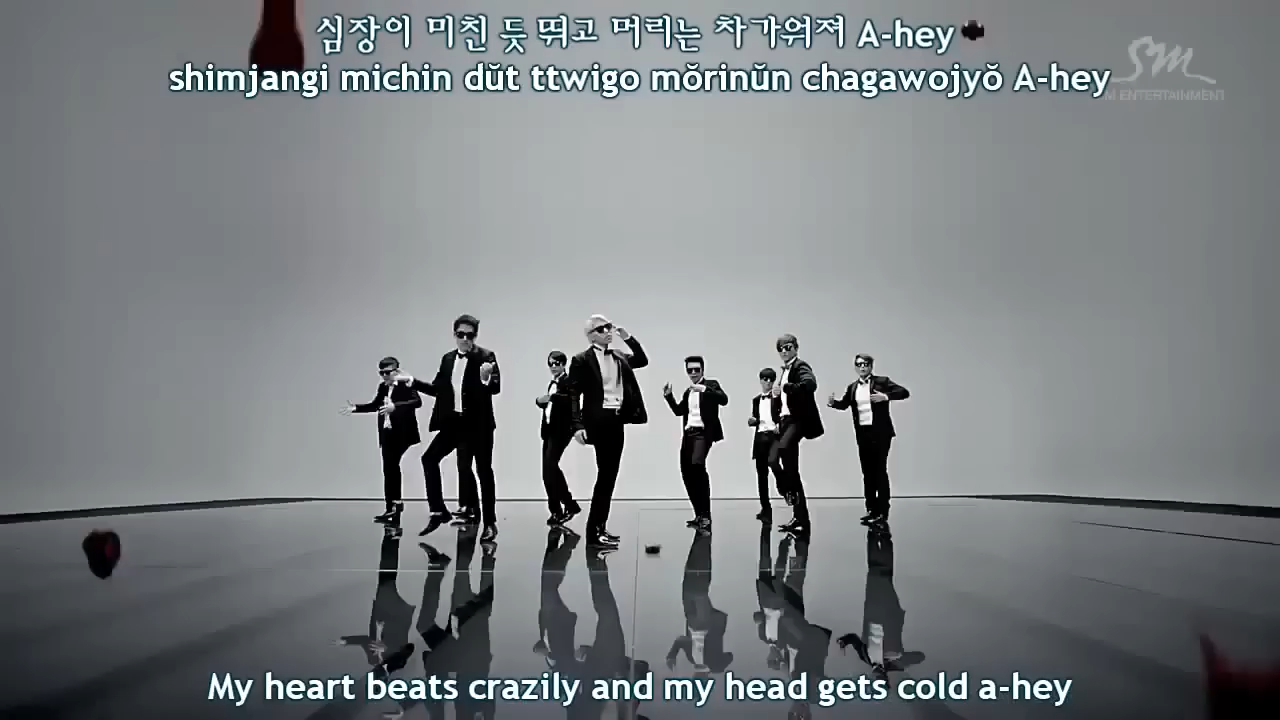 심장이 미친 듯 뛰고 머리는 차가워져 A-hey
shimjangi michin dŭt ttwigo mŏrinŭn chagawojyŏ A-hey
SM
SM ENTERTAINMENT
My heart beats crazily and my head gets cold a-hey